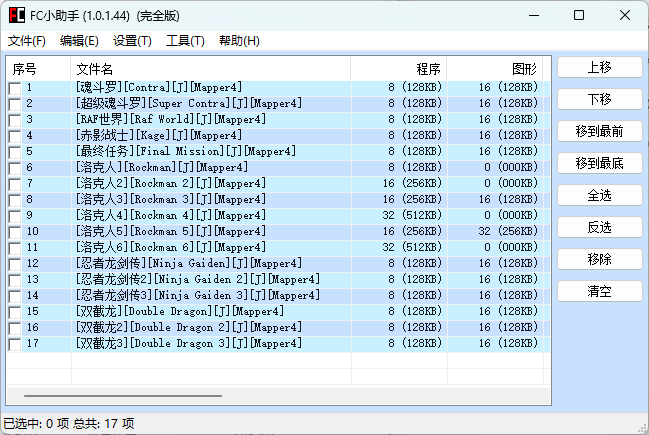 FC FC小助手 (1.0.1.44) (完全版)
文件(F) 编辑(E) 设置(T) 工具(T) 帮助(H)
序号 文件名 程序 图形
1 [魂斗罗][Contra][J][Mapper4] 8 (128KB) 16 (128KB)
2 [超级魂斗罗][Super Contra][J][Mapper4] 8 (128KB) 16 (128KB)
3 [RAF世界][Raf World][J][Mapper4] 8 (128KB) 16 (128KB)
4 [赤影战士][Kage][J][Mapper4] 8 (128KB) 16 (128KB)
5 [最终任务][Final Mission][J][Mapper4] 8 (128KB) 16 (128KB)
6 [洛克人][Rockman][J][Mapper4] 8 (128KB) 0 (000KB)
7 [洛克人2][Rockman 2][J][Mapper4] 16 (256KB) 0 (000KB)
8 [洛克人3][Rockman 3][J][Mapper4] 16 (256KB) 16 (128KB)
9 [洛克人4][Rockman 4][J][Mapper4] 32 (512KB) 0 (000KB)
10 [洛克人5][Rockman 5][J][Mapper4] 16 (256KB) 32 (256KB)
11 [洛克人6][Rockman 6][J][Mapper4] 32 (512KB) 0 (000KB)
12 [忍者龙剑传][Ninja Gaiden][J][Mapper4] 8 (128KB) 16 (128KB)
13 [忍者龙剑传2][Ninja Gaiden 2][J][Mapper4] 8 (128KB) 16 (128KB)
14 [忍者龙剑传3][Ninja Gaiden 3][J][Mapper4] 8 (128KB) 16 (128KB)
15 [双截龙][Double Dragon][J][Mapper4] 8 (128KB) 16 (128KB)
16 [双截龙2][Double Dragon 2][J][Mapper4] 8 (128KB) 16 (128KB)
17 [双截龙3][Double Dragon 3][J][Mapper4] 8 (128KB) 16 (128KB)
上移
下移
移到最前
移到最底
全选
反选
移除
清空
已选中: 0 项 总共: 17 项